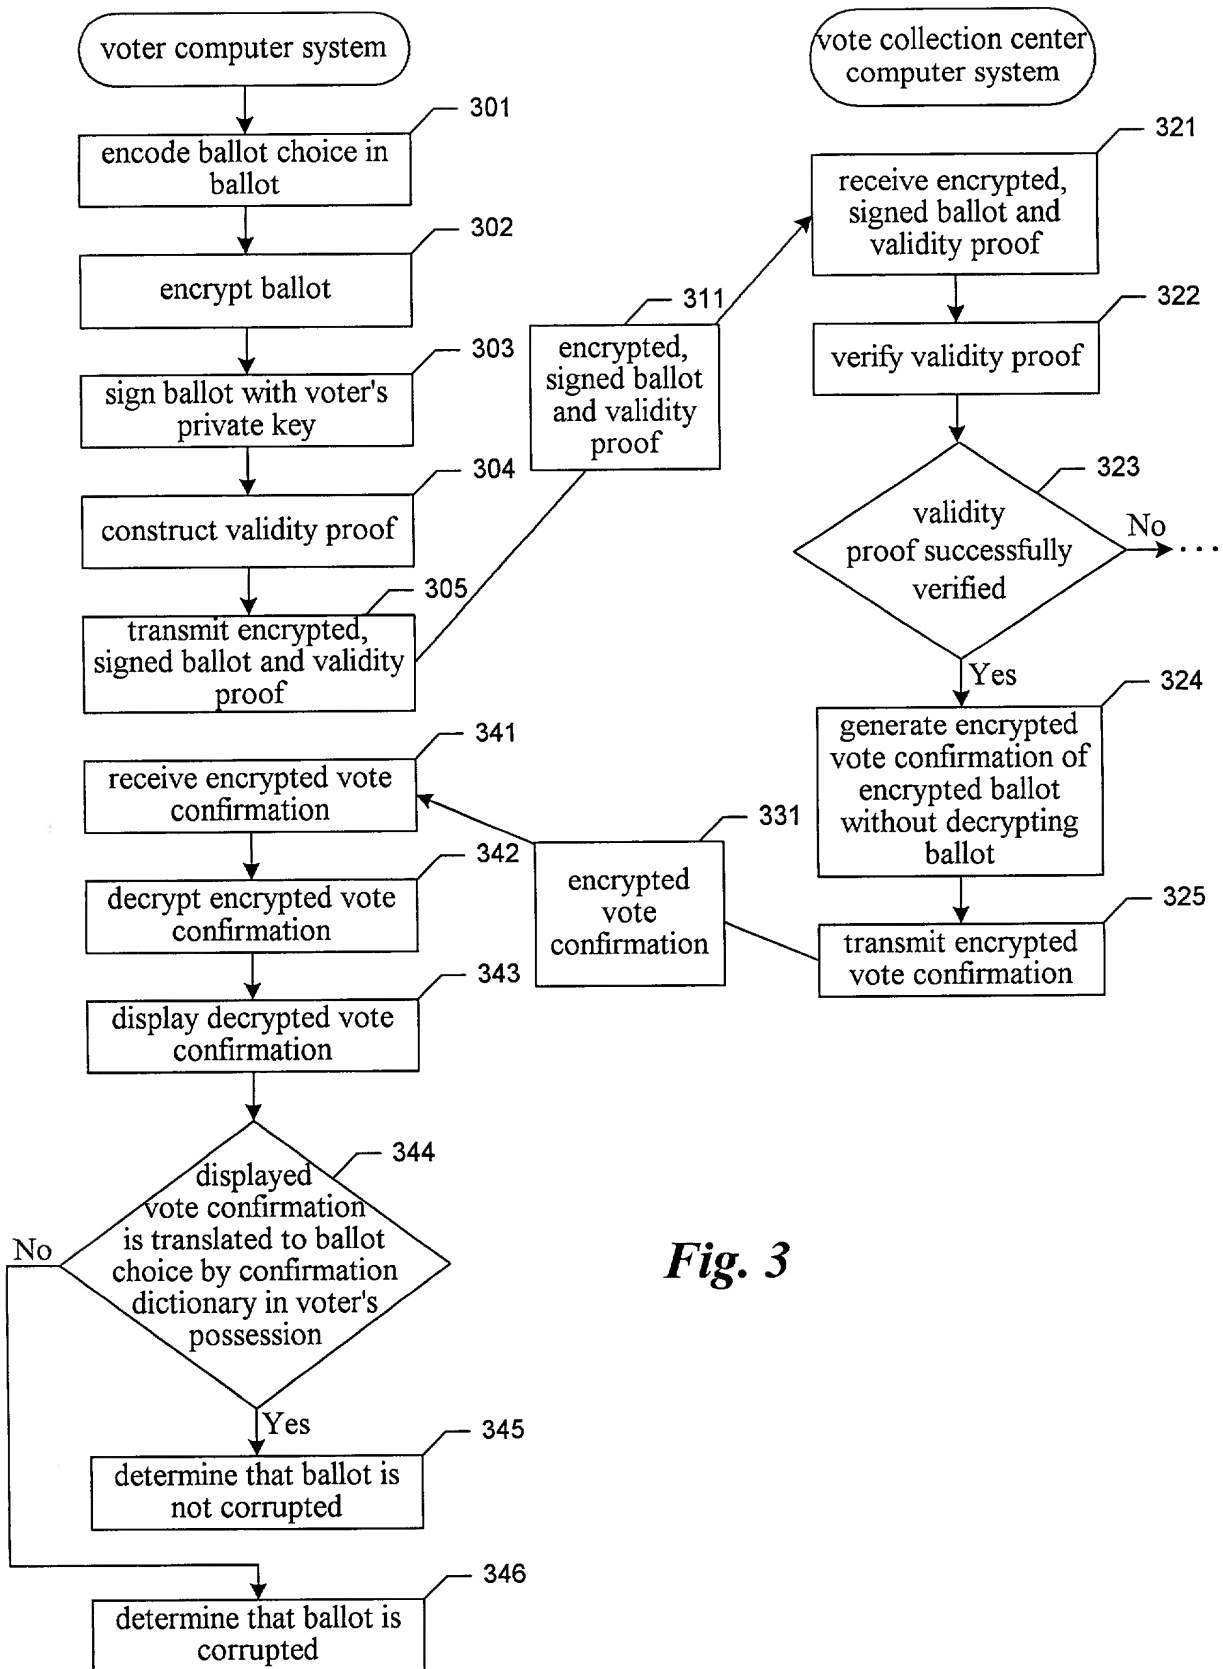 voter computer system
301
encode ballot choice in
ballot
302
encrypt ballot
303
sign ballot with voter's
private key
304
construct validity proof
305
transmit encrypted,
signed ballot and validity
proof
311
encrypted,
signed ballot
and validity
proof
vote collection center
computer system
321
receive encrypted,
signed ballot and
validity proof
322
verify validity proof
323
validity
proof successfully
verified
No
...
Yes
324
generate encrypted
vote confirmation of
encrypted ballot
without decrypting
ballot
325
transmit encrypted
vote confirmation
331
encrypted
vote
confirmation
341
receive encrypted vote
confirmation
342
decrypt encrypted vote
confirmation
343
display decrypted vote
confirmation
344
displayed
vote confirmation
is translated to ballot
choice by confirmation
dictionary in voter's
possession
No
Yes
345
determine that ballot is
not corrupted
346
determine that ballot is
corrupted
Fig. 3